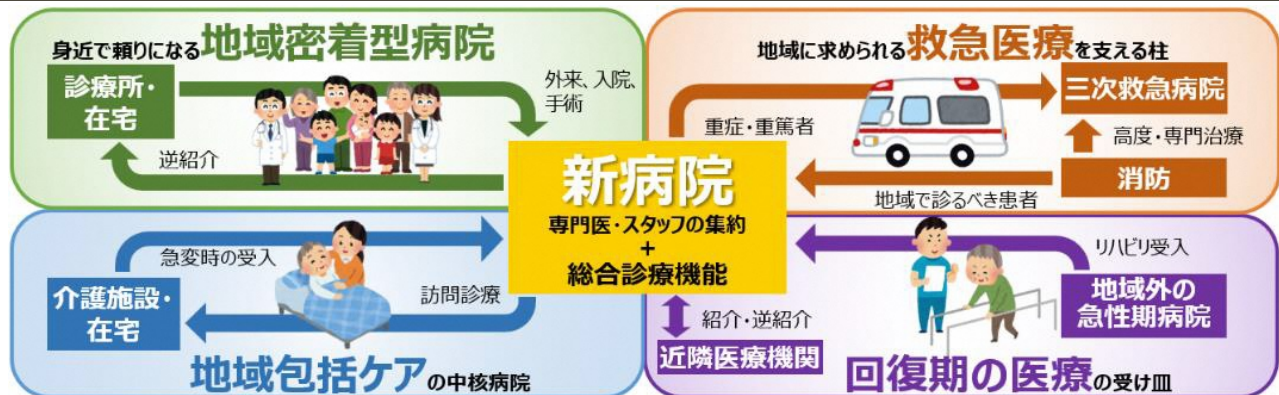 身近で頼りになる地域密着型病院
診療所・
在宅
外来、入院、
手術
逆紹介
地域に求められる救急医療を支える柱
三次救急病院
重症・重篤者
高度・専門治療
消防
地域で診るべき患者
新病院
専門医・スタッフの集約
+
総合診療機能
急変時の受入
介護施設・
在宅
訪問診療
地域包括ケアの中核病院
リハビリ受入
地域外の
急性期病院
紹介・逆紹介
近隣医療機関
回復期の医療の受け皿